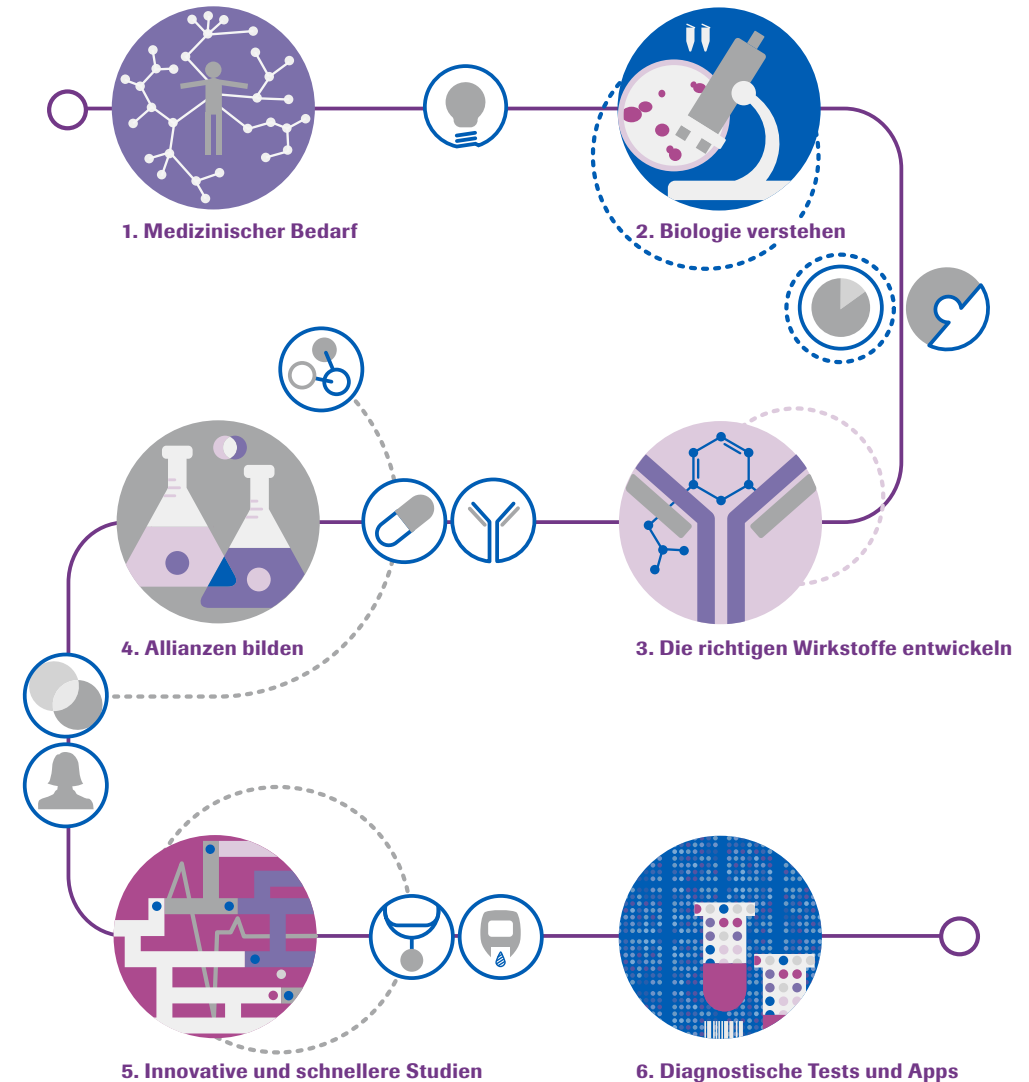 1. Medizinischer Bedarf
2. Biologie verstehen
3. Die richtigen Wirkstoffe entwickeln
4. Allianzen bilden
5. Innovative und schnellere Studien
6. Diagnostische Tests und Apps